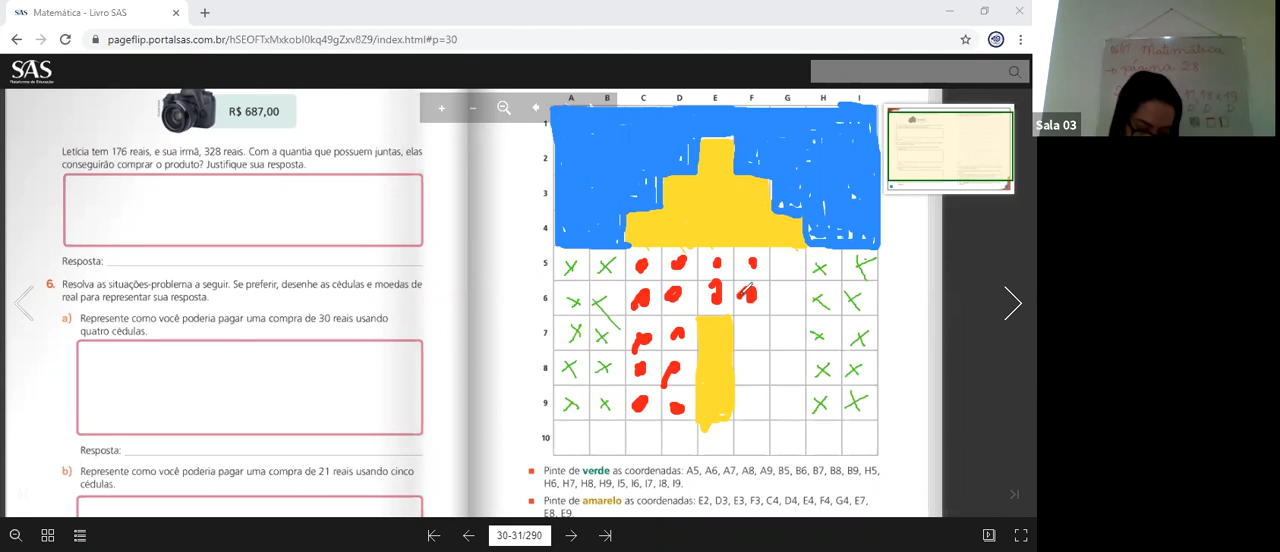 SAS Matemática - Livro SAS
pageflip.portalsas.com.br/hSEOFTxMxkobI0kq49gZxv8Z9/index.html#p=30
SAS
Plataforma de Educação
R$ 687,00
Letícia tem 176 reais, e sua irmã, 328 reais. Com a quantia que possuem juntas, elas
conseguirão comprar o produto? Justifique sua resposta.
Resposta:
6. Resolva as situações-problema a seguir. Se preferir, desenhe as cédulas e moedas de
real para representar sua resposta.
a) Represente como você poderia pagar uma compra de 30 reais usando
quatro cédulas.
Resposta:
b) Represente como você poderia pagar uma compra de 21 reais usando cinco
cédulas.
A B C D E F G H I
1
2
3
4
5
6
7
8
9
10
Pinte de verde as coordenadas: A5, A6, A7, A8, A9, B5, B6, B7, B8, B9, H5,
H6, H7, H8, H9, I5, I6, I7, I8, I9.
Pinte de amarelo as coordenadas: E2, D3, E3, F3, C4, D4, E4, F4, G4, E7,
E8, E9.
30-31/290
Matemática
página 28
Sala 03